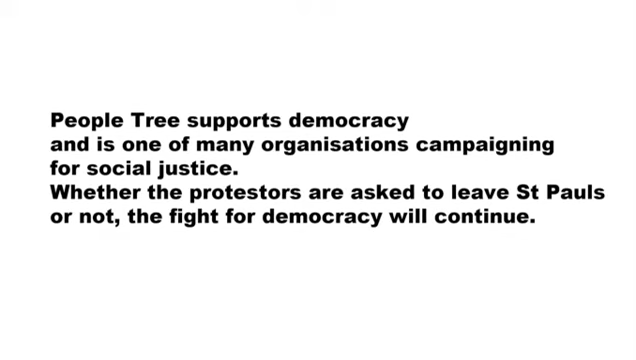 People Tree supports democracy
and is one of many organisations campaigning
for social justice.
Whether the protestors are asked to leave St Pauls
or not, the fight for democracy will continue.